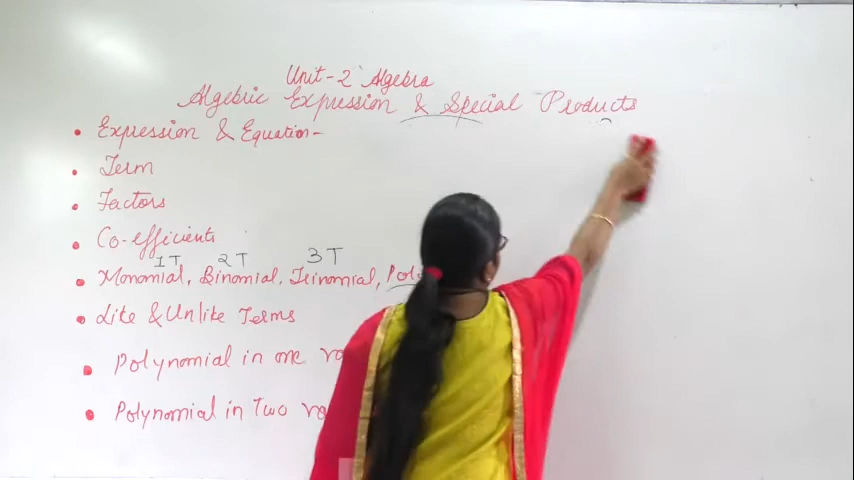 Unit-2 Algebra
Algebric Expression & Special Products
• Expression & Equation-
• Term
• Factors
• Co-efficients
1T 2T 3T
• Monomial, Binomial, Trinomial,
• Like & Unlike Terms
• Polynomial in one
• Polynomial in Two